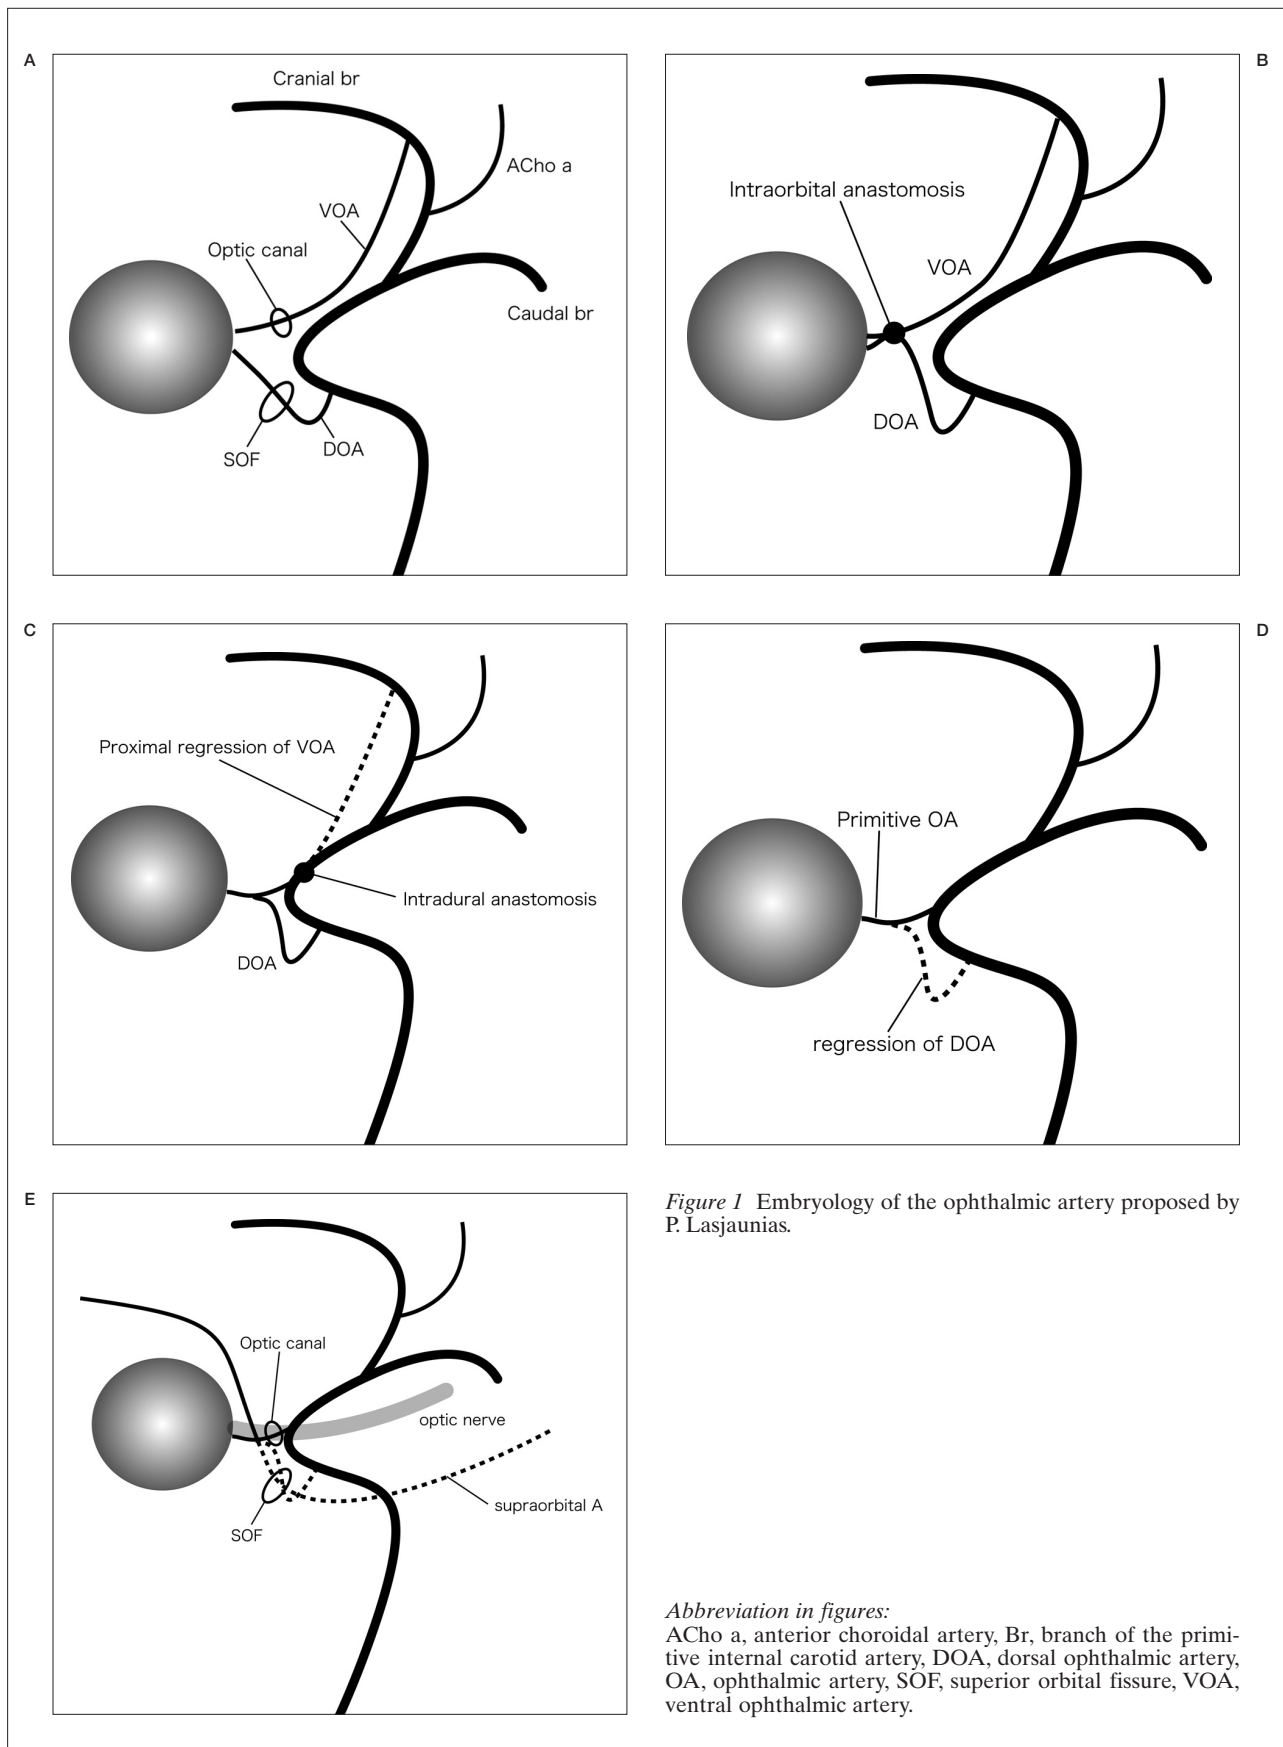 A
Cranial br
ACho a
VOA
Optic canal
Caudal br
DOA
SOF
B
Intraorbital anastomosis
VOA
DOA
C
Proximal regression of VOA
Intradural anastomosis
DOA
D
Primitive OA
regression of DOA
E
Optic canal
optic nerve
supraorbital A
SOF
Figure 1 Embryology of the ophthalmic artery proposed by
P. Lasjaunias.
Abbreviation in figures:
ACho a, anterior choroidal artery, Br, branch of the primi-
tive internal carotid artery, DOA, dorsal ophthalmic artery,
OA, ophthalmic artery, SOF, superior orbital fissure, VOA,
ventral ophthalmic artery.